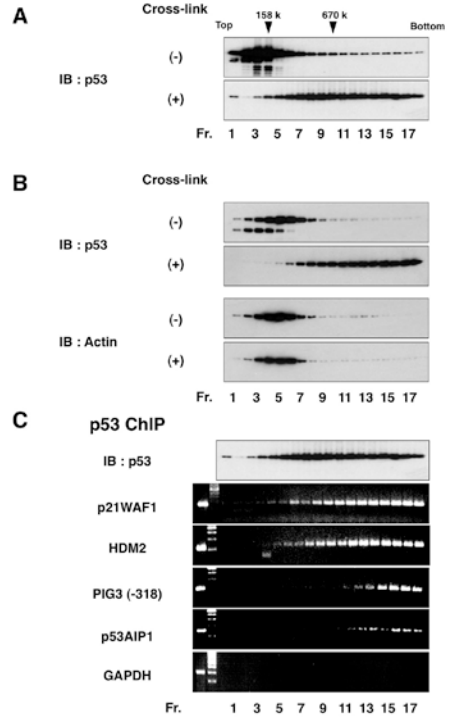 A
Cross-link
158 k 670 k
Top Bottom
(-)
IB : p53
(+)
Fr. 1 3 5 7 9 11 13 15 17
B
Cross-link
(-)
IB : p53
(+)
(-)
IB : Actin
(+)
Fr. 1 3 5 7 9 11 13 15 17
C
p53 ChIP
IB : p53
p21WAF1
HDM2
PIG3 (-318)
p53AIP1
GAPDH
Fr. 1 3 5 7 9 11 13 15 17